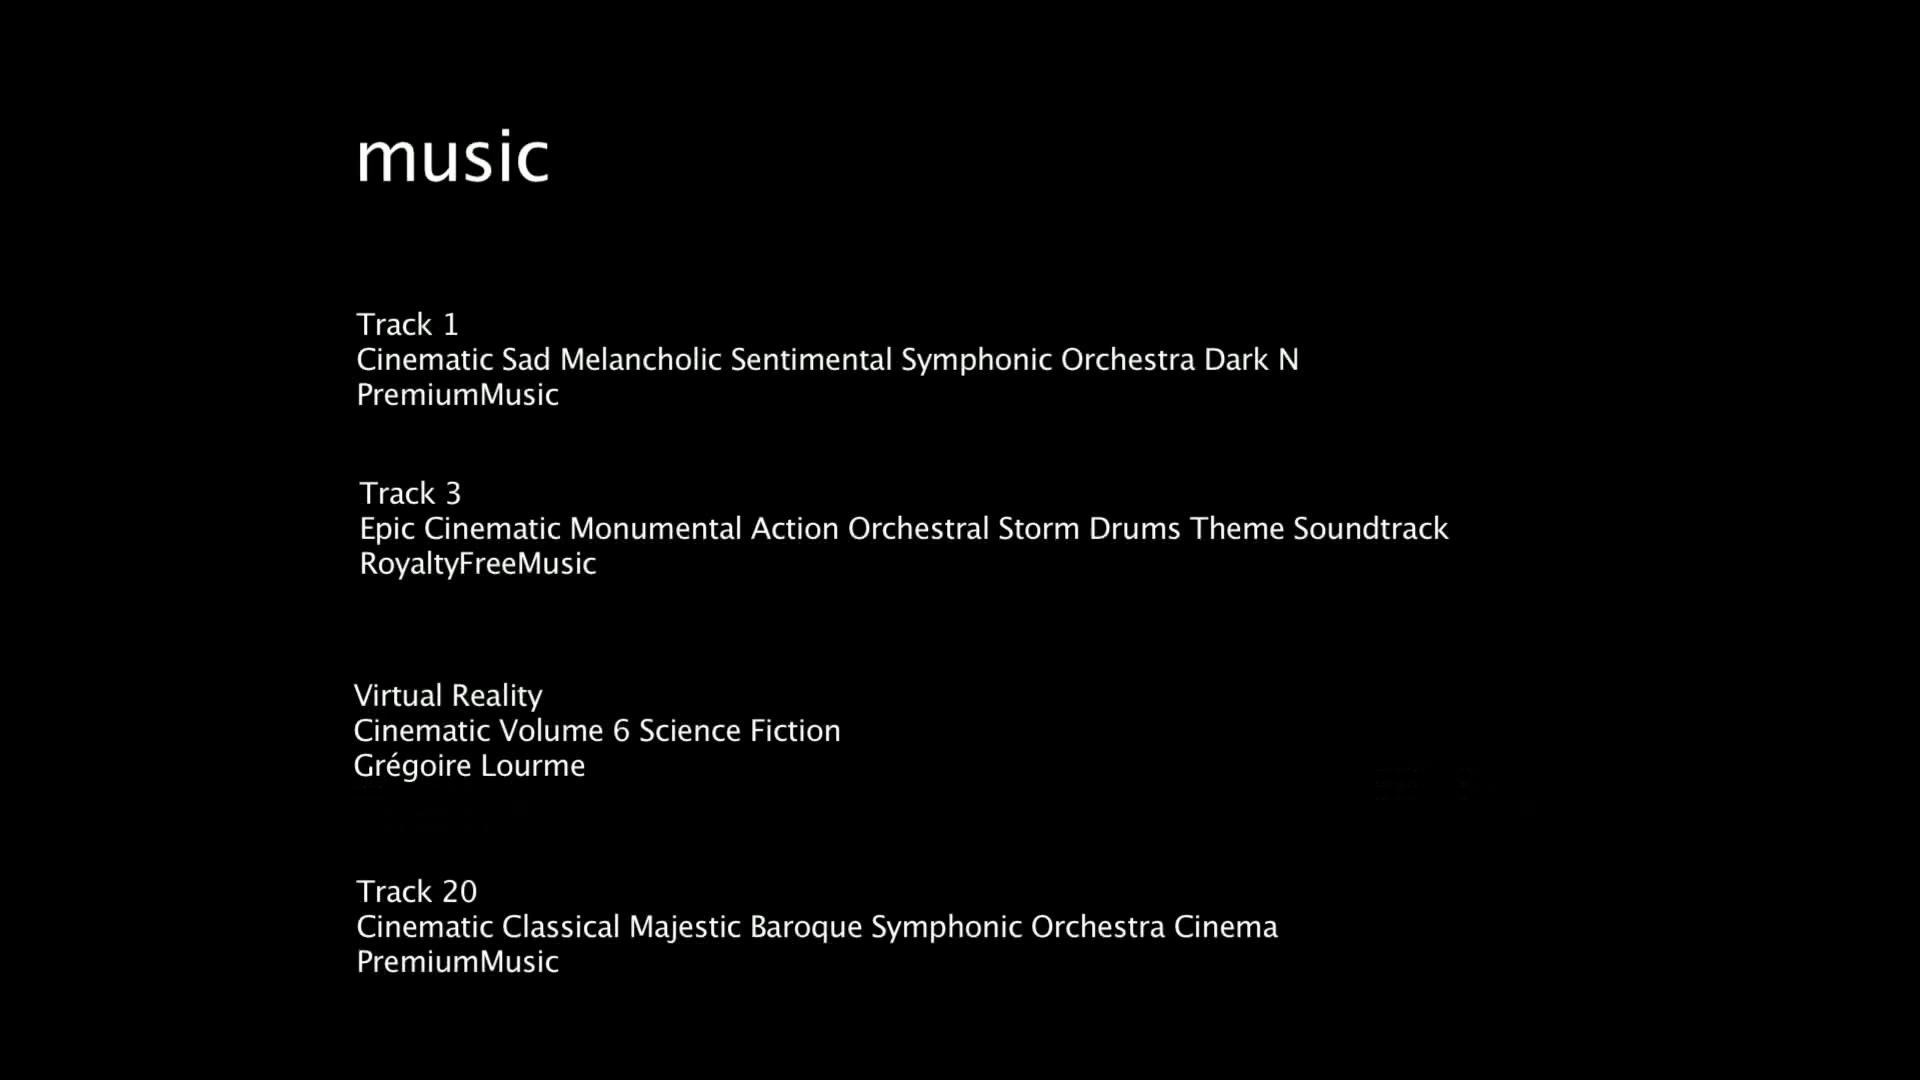 music
Track 1
Cinematic Sad Melancholic Sentimental Symphonic Orchestra Dark N
PremiumMusic
Track 3
Epic Cinematic Monumental Action Orchestral Storm Drums Theme Soundtrack
RoyaltyFreeMusic
Virtual Reality
Cinematic Volume 6 Science Fiction
Grégoire Lourme
Track 20
Cinematic Classical Majestic Baroque Symphonic Orchestra Cinema
PremiumMusic